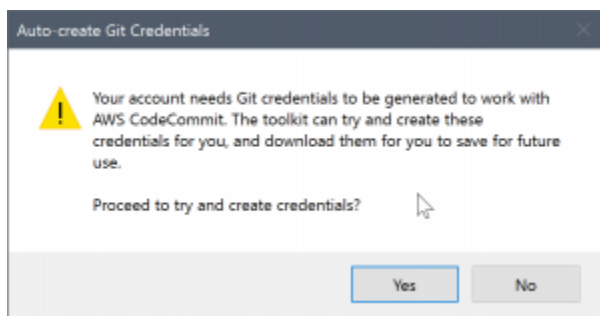 Auto-create Git Credentials
Your account needs Git credentials to be generated to work with
AWS CodeCommit. The toolkit can try and create these
credentials for you, and download them for you to save for future
use.
Proceed to try and create credentials?
Yes
No